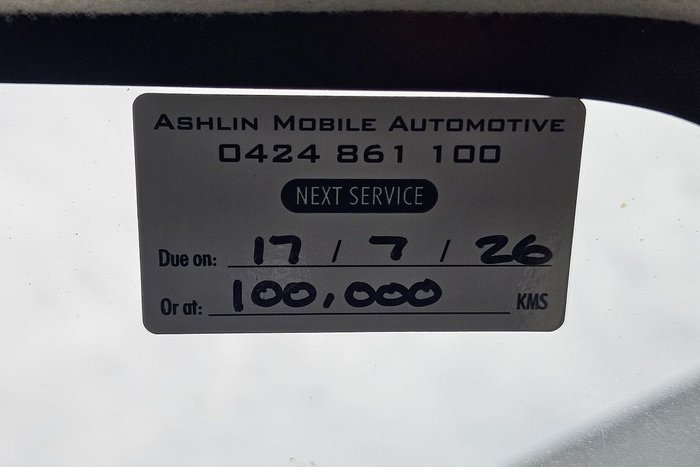 ASHLIN MOBILE AUTOMOTIVE
0424 861 100
NEXT SERVICE
Due on: 17 / 7 / 26
Or at: 100,000 KMS